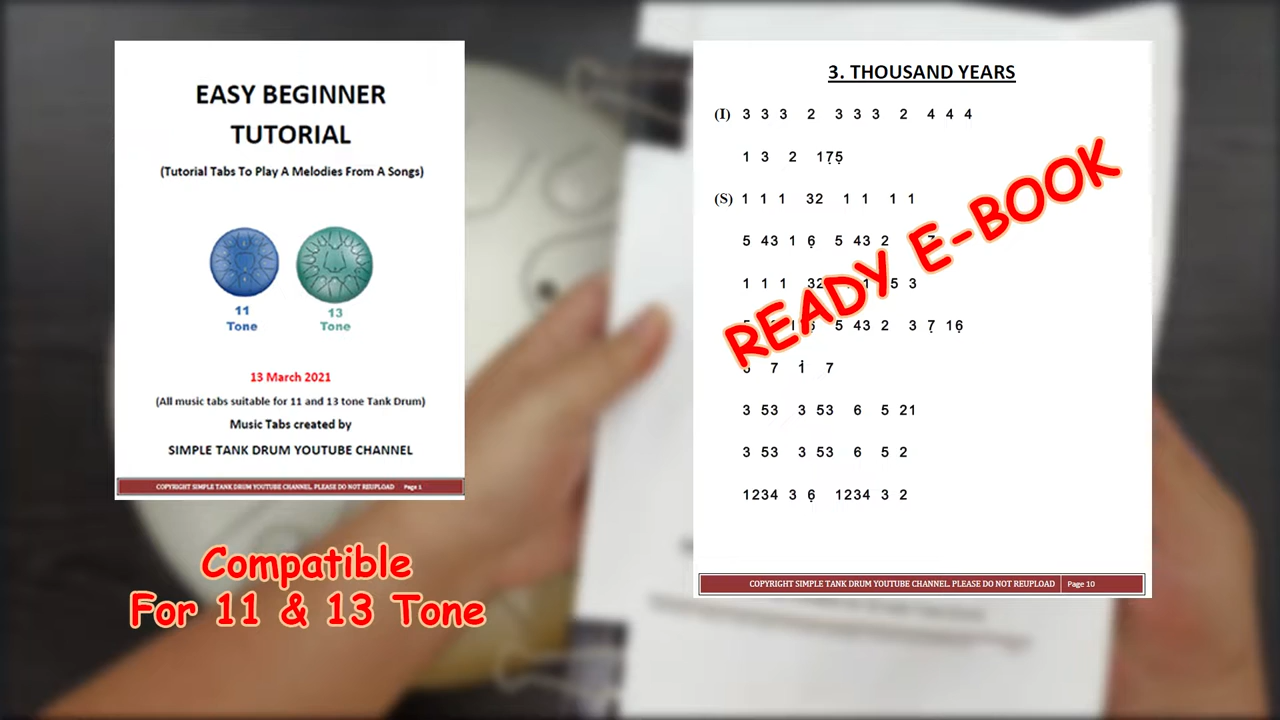 EASY BEGINNER
TUTORIAL
(Tutorial Tabs To Play A Melodies From A Songs)
11
Tone
13
Tone
13 March 2021
(All music tabs suitable for 11 and 13 tone Tank Drum)
Music Tabs created by
SIMPLE TANK DRUM YOUTUBE CHANNEL
COPYRIGHT SIMPLE TANK DRUM YOUTUBE CHANNEL. PLEASE DO NOT REUPLOAD Page 1
Compatible
For 11 & 13 Tone
3. THOUSAND YEARS
(I) 3 3 3 2 3 3 3 2 4 4 4
1 3 2 17̣5̣
(S) 1 1 1 32 1 1 1 1
5 43 1 6̣ 5 43 2
1 1 1 32 1 5 3
5 43 2 3 7̣ 16̣
7 1̇ 7
3 53 3 53 6 5 21
3 53 3 53 6 5 2
1234 3 6̣ 1234 3 2
READY E-BOOK
COPYRIGHT SIMPLE TANK DRUM YOUTUBE CHANNEL. PLEASE DO NOT REUPLOAD Page 10